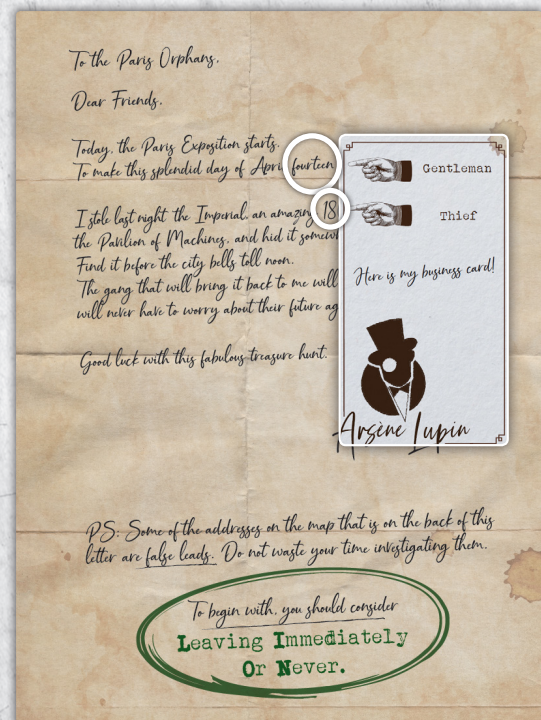 To the Paris Orphans,
Dear Friends,
Today, the Paris Exposition starts.
To make this splendid day of April fourteen
I stole last night the Imperial, an amazing 18
the Pavilion of Machines, and hid it somewh
Find it before the city bells toll noon.
The gang that will bring it back to me will
will never have to worry about their future ag
Good luck with this fabulous treasure hunt.
Gentleman
Thief
Here is my business card!
Arsène Lupin
PS: Some of the addresses on the map that is on the back of this
letter are false leads. Do not waste your time investigating them.
To begin with, you should consider
Leaving Immediately
Or Never.